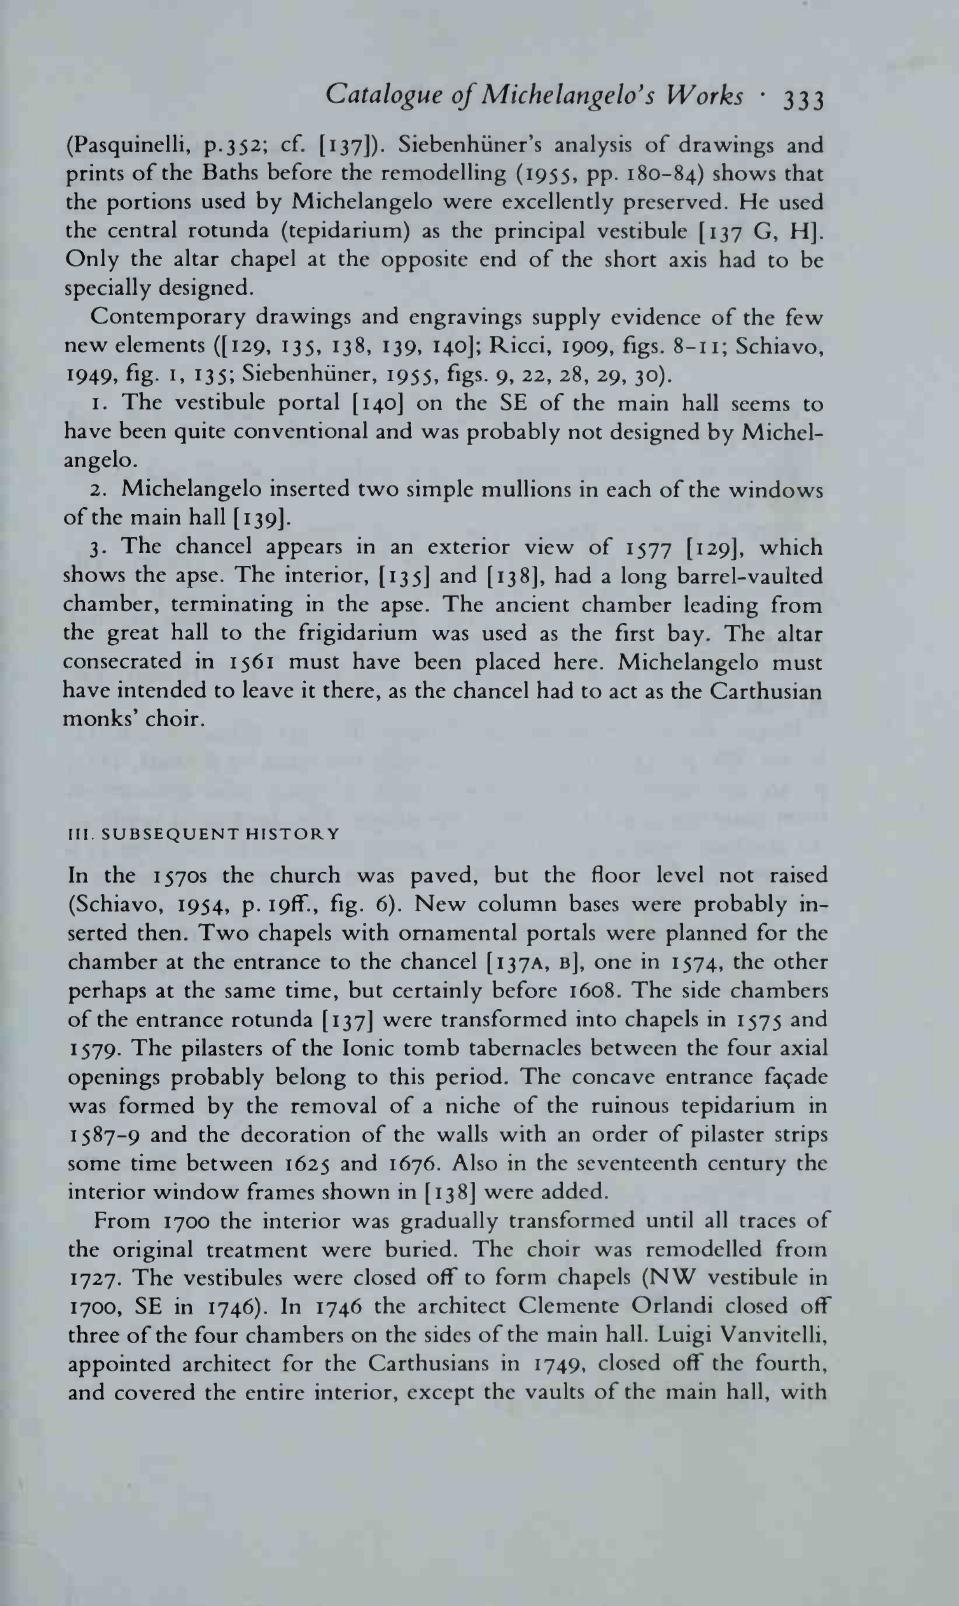 Catalogue of Michelangelo's Works · 333
(Pasquinelli, p.352; cf. [137]). Siebenhüner's analysis of drawings and
prints of the Baths before the remodelling (1955, pp. 180–84) shows that
the portions used by Michelangelo were excellently preserved. He used
the central rotunda (tepidarium) as the principal vestibule [137 G, H].
Only the altar chapel at the opposite end of the short axis had to be
specially designed.
Contemporary drawings and engravings supply evidence of the few
new elements ([129, 135, 138, 139, 140]; Ricci, 1909, figs. 8–11; Schiavo,
1949, fig. 1, 135; Siebenhüner, 1955, figs. 9, 22, 28, 29, 30).
1. The vestibule portal [140] on the SE of the main hall seems to
have been quite conventional and was probably not designed by Michel-
angelo.
2. Michelangelo inserted two simple mullions in each of the windows
of the main hall [139].
3. The chancel appears in an exterior view of 1577 [129], which
shows the apse. The interior, [135] and [138], had a long barrel-vaulted
chamber, terminating in the apse. The ancient chamber leading from
the great hall to the frigidarium was used as the first bay. The altar
consecrated in 1561 must have been placed here. Michelangelo must
have intended to leave it there, as the chancel had to act as the Carthusian
monks' choir.
III. SUBSEQUENT HISTORY
In the 1570s the church was paved, but the floor level not raised
(Schiavo, 1954, p. 19ff., fig. 6). New column bases were probably in-
serted then. Two chapels with ornamental portals were planned for the
chamber at the entrance to the chancel [137A, B], one in 1574, the other
perhaps at the same time, but certainly before 1608. The side chambers
of the entrance rotunda [137] were transformed into chapels in 1575 and
1579. The pilasters of the Ionic tomb tabernacles between the four axial
openings probably belong to this period. The concave entrance façade
was formed by the removal of a niche of the ruinous tepidarium in
1587–9 and the decoration of the walls with an order of pilaster strips
some time between 1625 and 1676. Also in the seventeenth century the
interior window frames shown in [138] were added.
From 1700 the interior was gradually transformed until all traces of
the original treatment were buried. The choir was remodelled from
1727. The vestibules were closed off to form chapels (NW vestibule in
1700, SE in 1746). In 1746 the architect Clemente Orlandi closed off
three of the four chambers on the sides of the main hall. Luigi Vanvitelli,
appointed architect for the Carthusians in 1749, closed off the fourth,
and covered the entire interior, except the vaults of the main hall, with